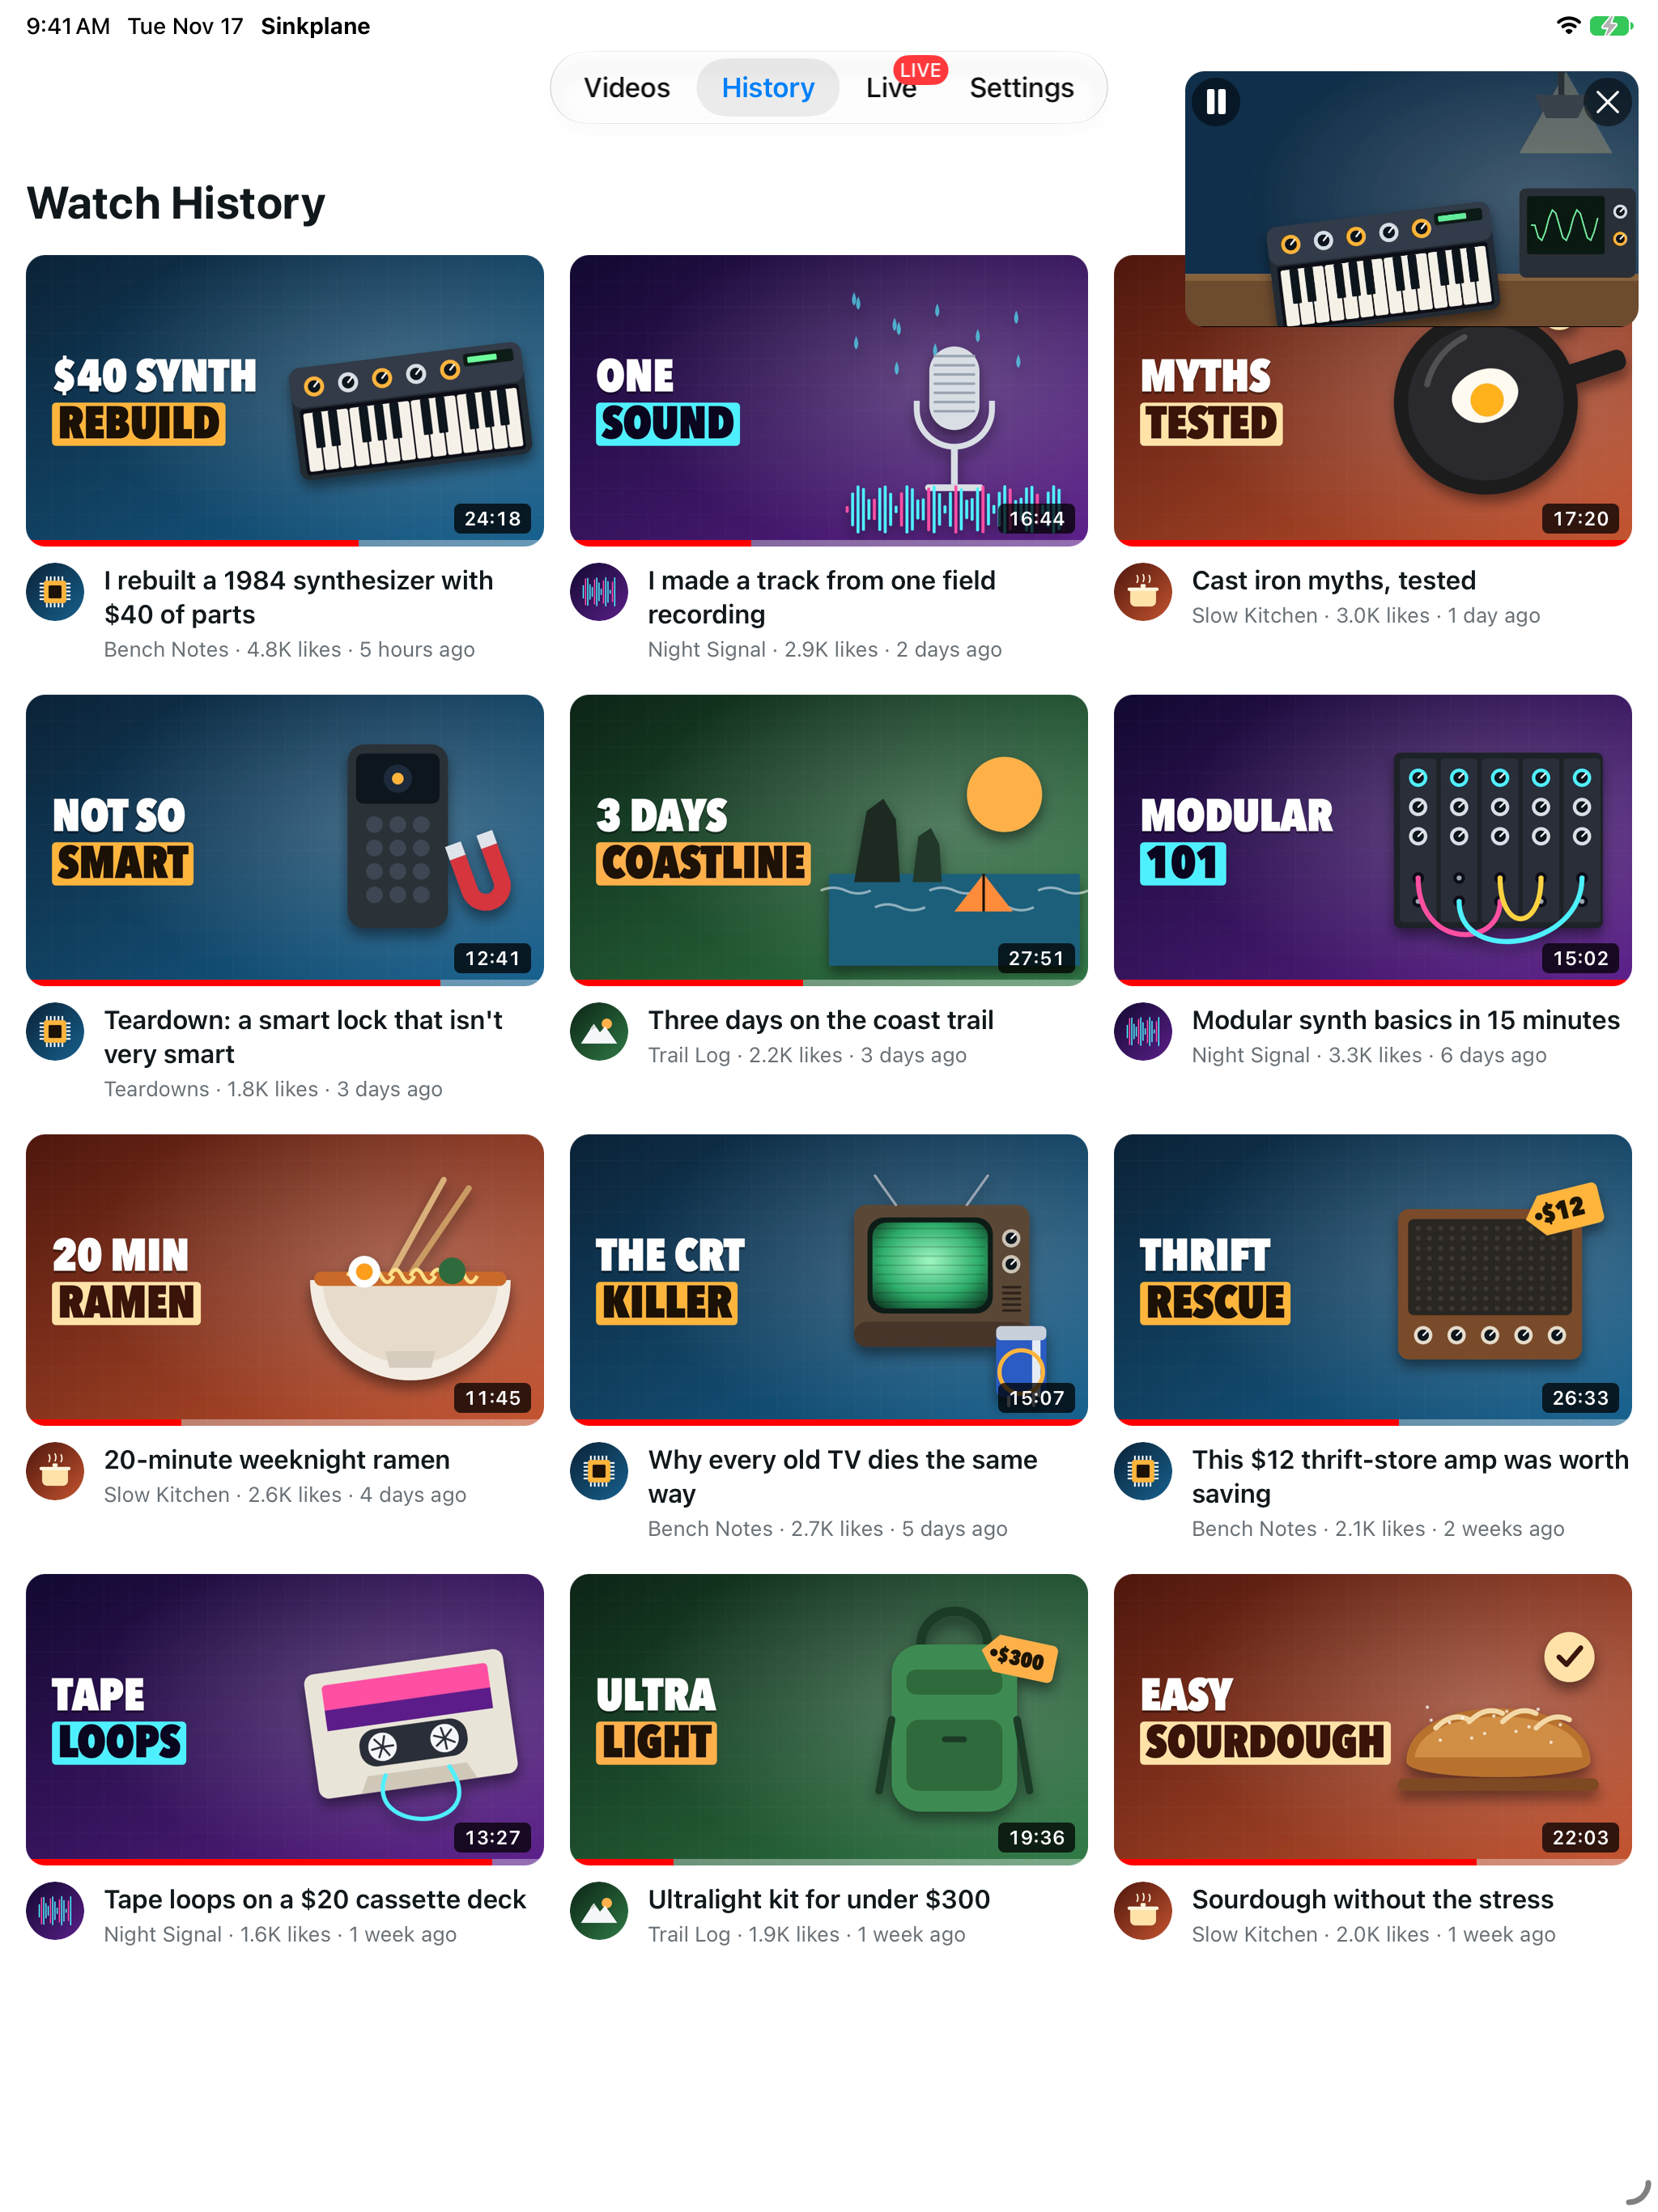 9:41 AM Tue Nov 17 Sinkplane
Videos History Live LIVE Settings
Watch History
$40 SYNTH
REBUILD
24:18
I rebuilt a 1984 synthesizer with
$40 of parts
Bench Notes · 4.8K likes · 5 hours ago
ONE
SOUND
16:44
I made a track from one field
recording
Night Signal · 2.9K likes · 2 days ago
MYTHS
TESTED
17:20
Cast iron myths, tested
Slow Kitchen · 3.0K likes · 1 day ago
NOT SO
SMART
12:41
Teardown: a smart lock that isn't
very smart
Teardowns · 1.8K likes · 3 days ago
3 DAYS
COASTLINE
27:51
Three days on the coast trail
Trail Log · 2.2K likes · 3 days ago
MODULAR
101
15:02
Modular synth basics in 15 minutes
Night Signal · 3.3K likes · 6 days ago
20 MIN
RAMEN
11:45
20-minute weeknight ramen
Slow Kitchen · 2.6K likes · 4 days ago
THE CRT
KILLER
15:07
Why every old TV dies the same
way
Bench Notes · 2.7K likes · 5 days ago
$12
THRIFT
RESCUE
26:33
This $12 thrift-store amp was worth
saving
Bench Notes · 2.1K likes · 2 weeks ago
TAPE
LOOPS
13:27
Tape loops on a $20 cassette deck
Night Signal · 1.6K likes · 1 week ago
$300
ULTRA
LIGHT
19:36
Ultralight kit for under $300
Trail Log · 1.9K likes · 1 week ago
EASY
SOURDOUGH
22:03
Sourdough without the stress
Slow Kitchen · 2.0K likes · 1 week ago